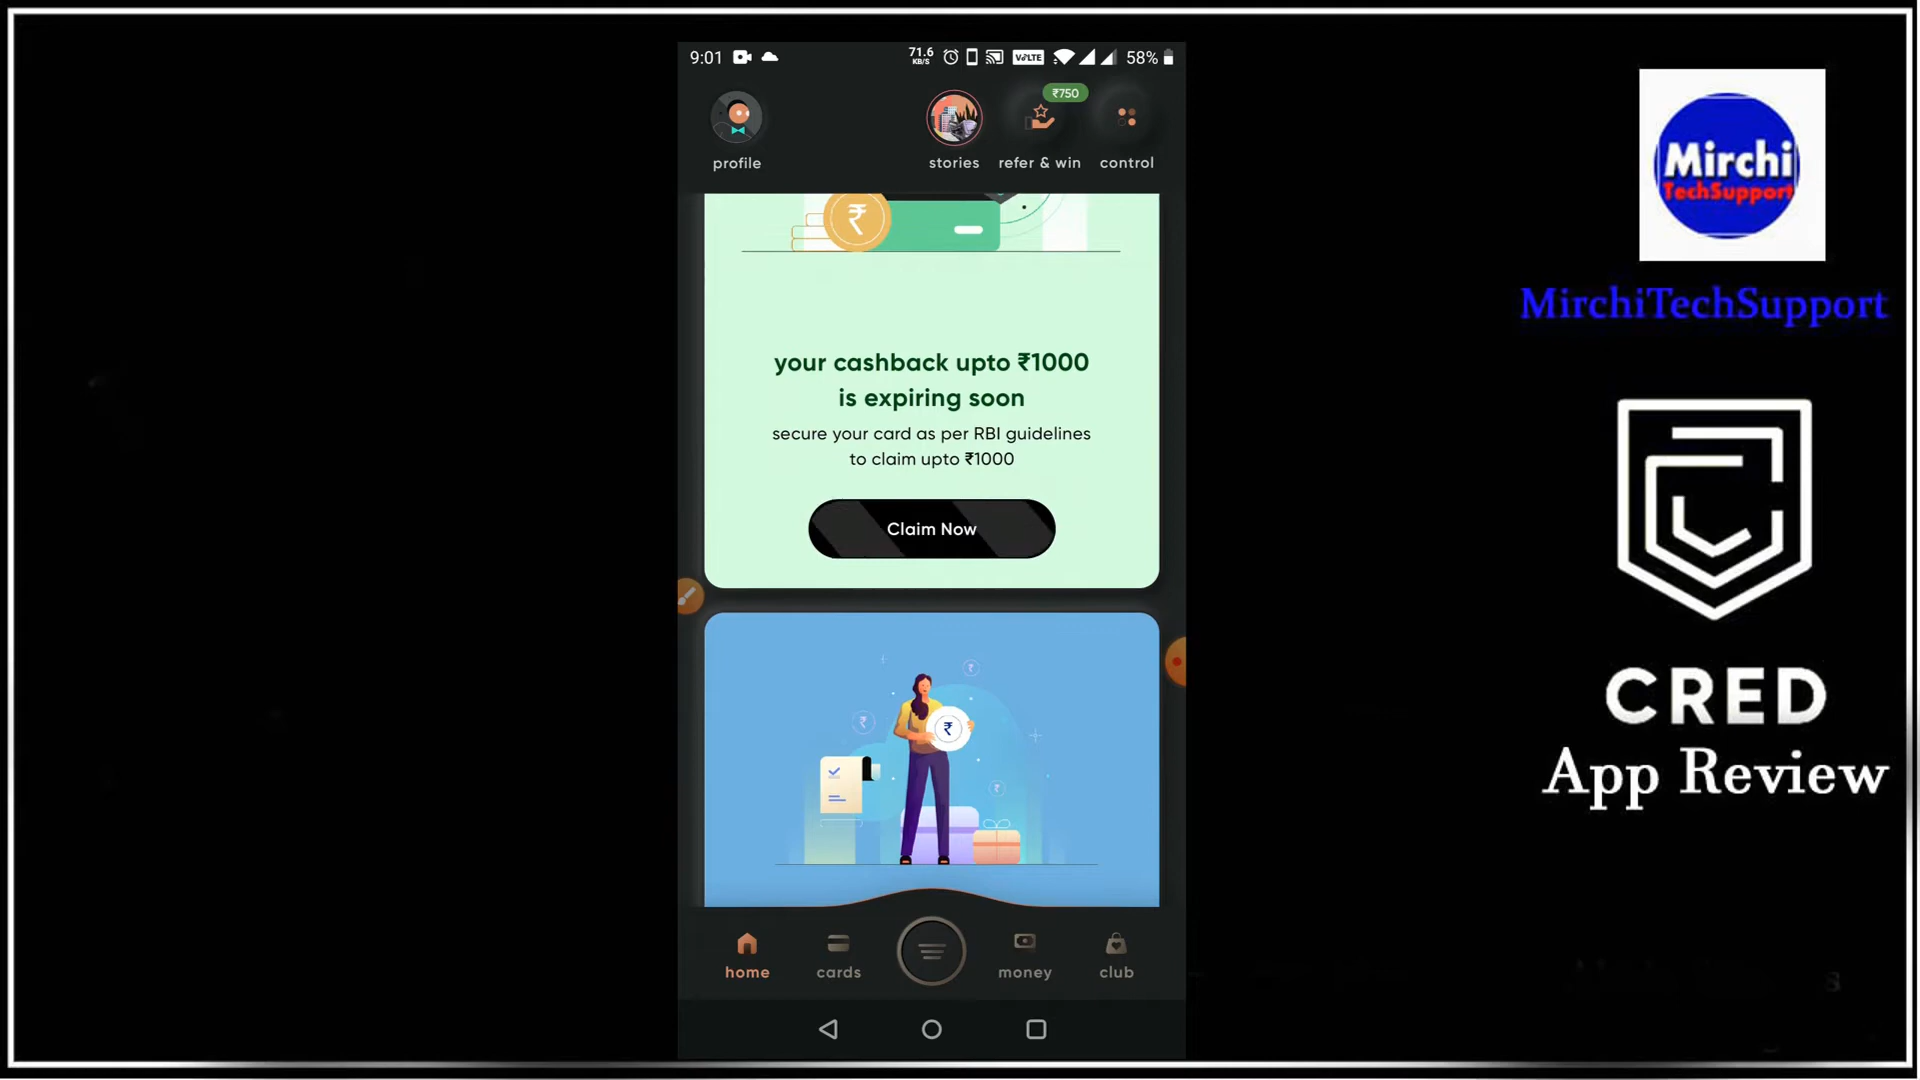 9:01
71.6
KB/S
VoLTE
58%
₹750
profile
stories
refer & win
control
₹
your cashback upto ₹1000
is expiring soon
secure your card as per RBI guidelines
to claim upto ₹1000
Claim Now
₹
₹
₹
₹
home
cards
money
club
Mirchi
TechSupport
MirchiTechSupport
CRED
App Review